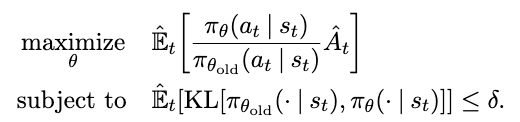 maximize_θ Ê_t [ π_θ(a_t | s_t) / π_θ_old(a_t | s_t) Â_t ]
subject to Ê_t[KL[π_θ_old(· | s_t), π_θ(· | s_t)]] ≤ δ.